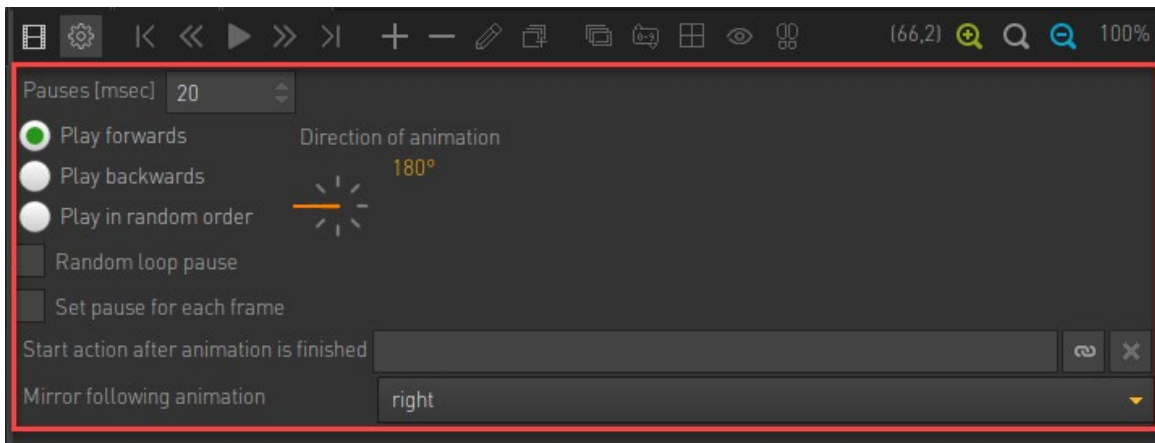 (66,2) 100%
Pauses [msec] 20
Play forwards
Direction of animation
180°
Play backwards
Play in random order
Random loop pause
Set pause for each frame
Start action after animation is finished
Mirror following animation right